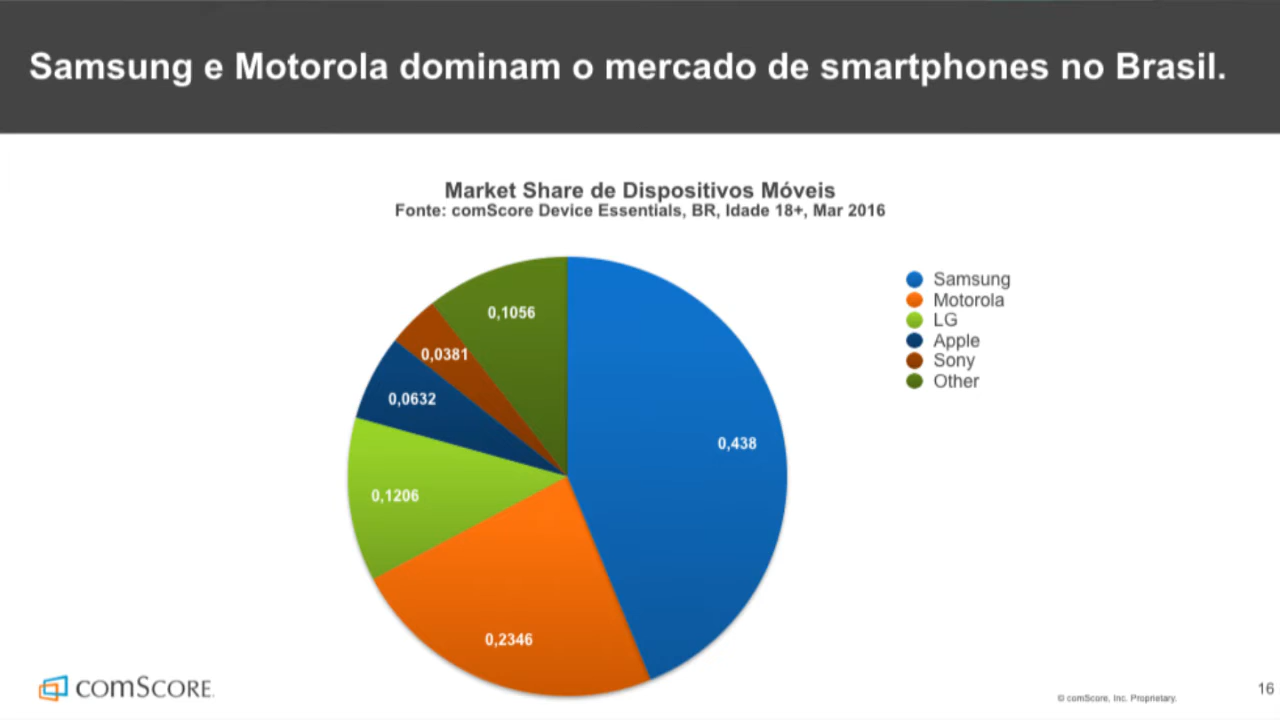 Samsung e Motorola dominam o mercado de smartphones no Brasil.
Market Share de Dispositivos Móveis
Fonte: comScore Device Essentials, BR, Idade 18+, Mar 2016
0,1056
0,0381
0,0632
0,438
0,1206
0,2346
Samsung
Motorola
LG
Apple
Sony
Other
comSCORE.
© comScore, Inc. Proprietary.
16